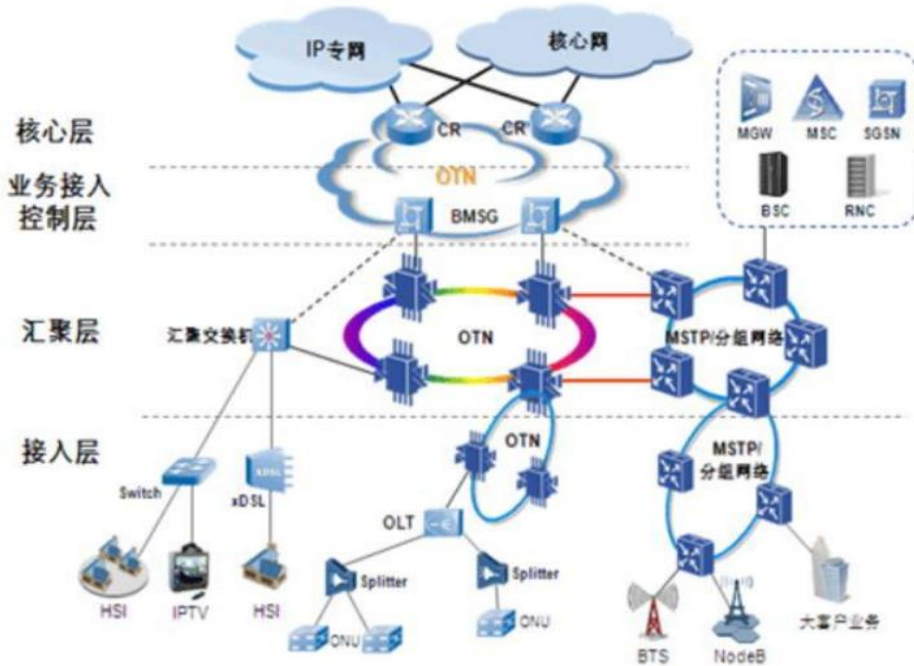 IP专网
核心网
核心层
CR
CR
MGW
MSC
SGSN
OTN
BSC
RNC
业务接入
控制层
BMSG
汇聚层
汇聚交换机
OTN
MSTP/分组网络
接入层
OTN
MSTP/
分组网络
Switch
xDSL
xDSL
OLT
Splitter
Splitter
HSI
IPTV
HSI
ONU
ONU
BTS
NodeB
大客户业务